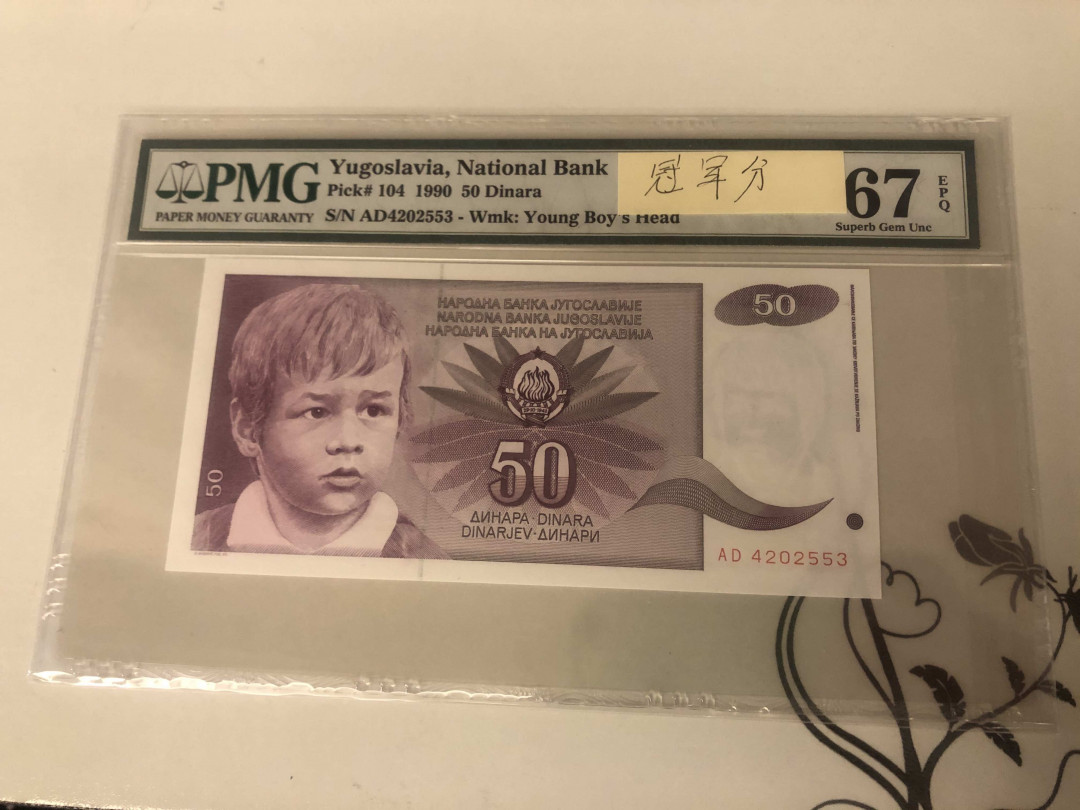 PMG
PAPER MONEY GUARANTY
Yugoslavia, National Bank
Pick# 104 1990 50 Dinara
S/N AD4202553 - Wmk: Young Boy's Head
冠军分
67
EPQ
Superb Gem Unc
НАРОДНА БАНКА ЈУГОСЛАВИЈЕ
NARODNA BANKA JUGOSLAVIJE
НАРОДНА БАНКА НА ЈУГОСЛАВИЈА
50
50
50
ДИНАРА·DINARA
DINARJEV·ДИНАРИ
AD 4202553